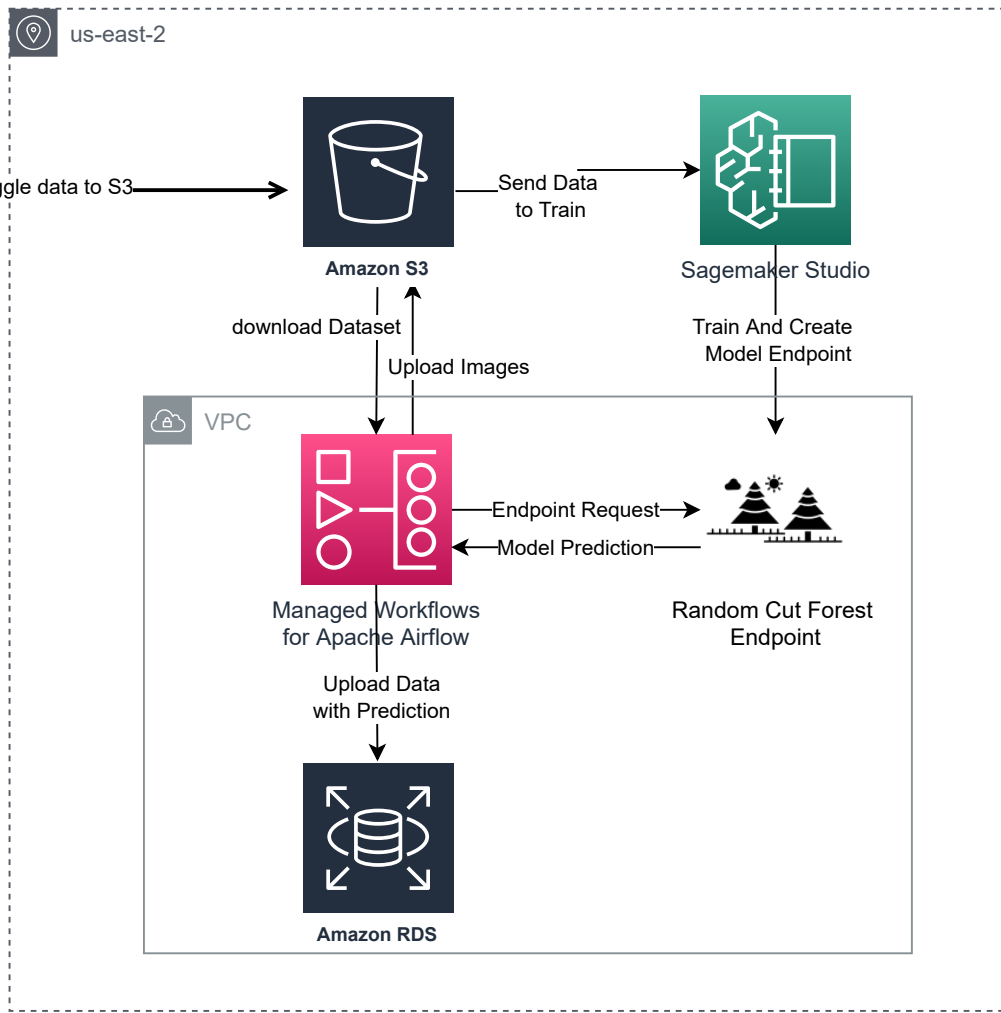 us-east-2
data to S3
Send Data
to Train
Amazon S3
Sagemaker Studio
download Dataset
Upload Images
Train And Create
Model Endpoint
VPC
Endpoint Request
Model Prediction
Managed Workflows
for Apache Airflow
Random Cut Forest
Endpoint
Upload Data
with Prediction
Amazon RDS